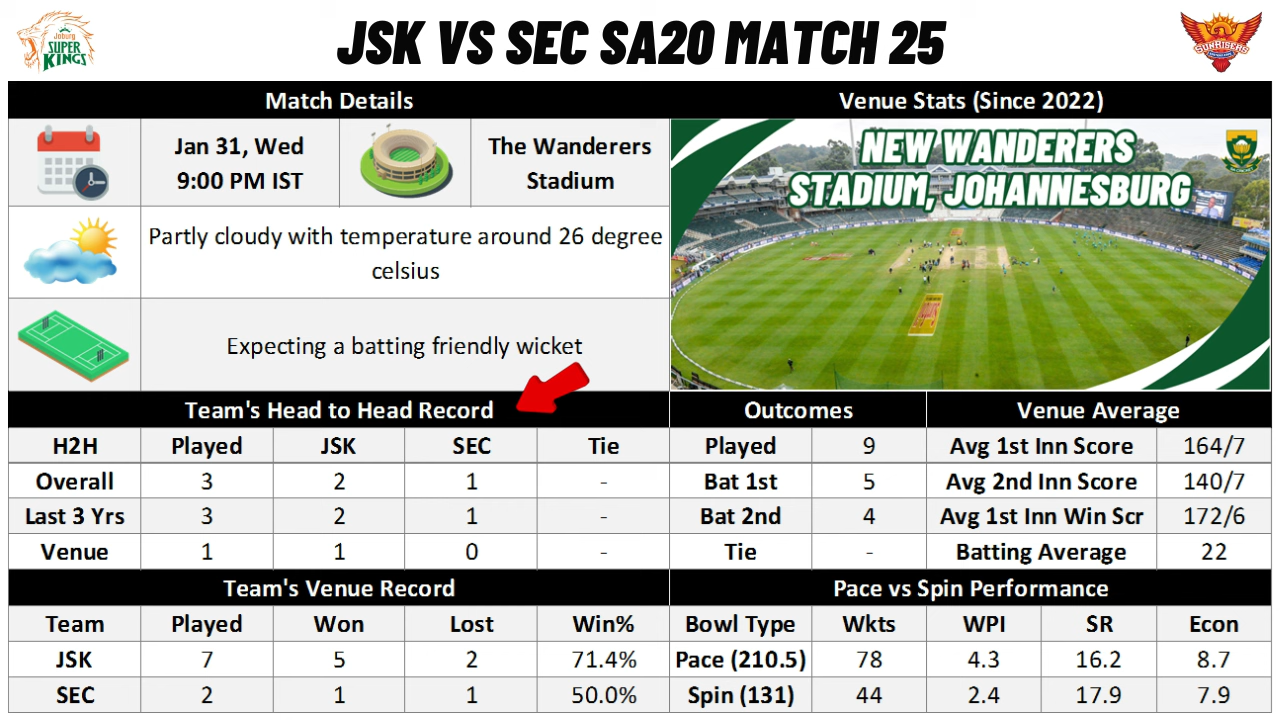 Joburg
SUPER
KINGS
JSK VS SEC SA20 MATCH 25
SUNRISERS
Match Details
Jan 31, Wed
9:00 PM IST
The Wanderers
Stadium
Partly cloudy with temperature around 26 degree
celsius
Expecting a batting friendly wicket
Venue Stats (Since 2022)
NEW WANDERERS
STADIUM, JOHANNESBURG
Team's Head to Head Record
H2H Played JSK SEC Tie
Overall 3 2 1 -
Last 3 Yrs 3 2 1 -
Venue 1 1 0 -
Outcomes
Played 9
Bat 1st 5
Bat 2nd 4
Tie -
Venue Average
Avg 1st Inn Score 164/7
Avg 2nd Inn Score 140/7
Avg 1st Inn Win Scr 172/6
Batting Average 22
Team's Venue Record
Team Played Won Lost Win%
JSK 7 5 2 71.4%
SEC 2 1 1 50.0%
Pace vs Spin Performance
Bowl Type Wkts WPI SR Econ
Pace (210.5) 78 4.3 16.2 8.7
Spin (131) 44 2.4 17.9 7.9